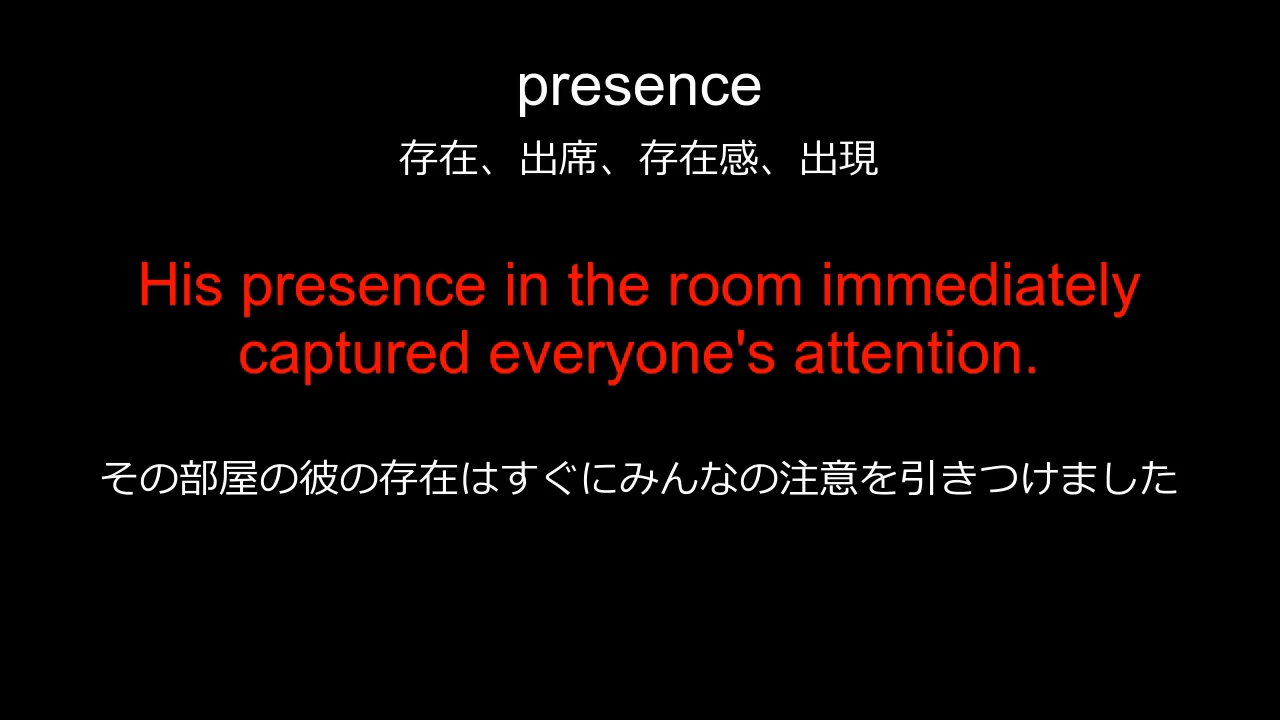 presence
存在、出席、存在感、出現
His presence in the room immediately
captured everyone's attention.
その部屋の彼の存在はすぐにみんなの注意を引きつけました